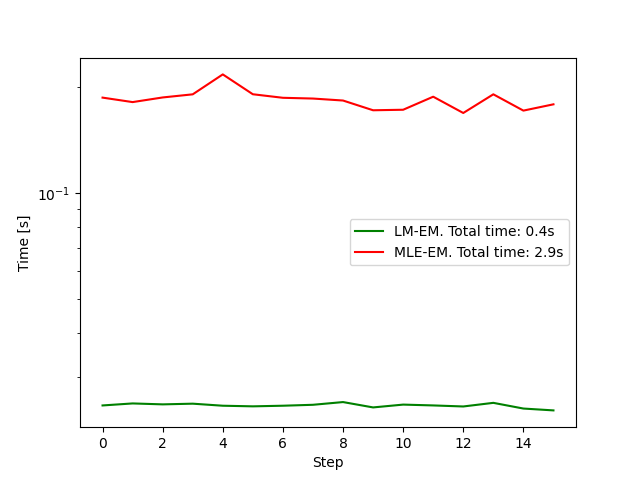 Time [s]
10⁻¹
LM-EM. Total time: 0.4s
MLE-EM. Total time: 2.9s
0 2 4 6 8 10 12 14
Step